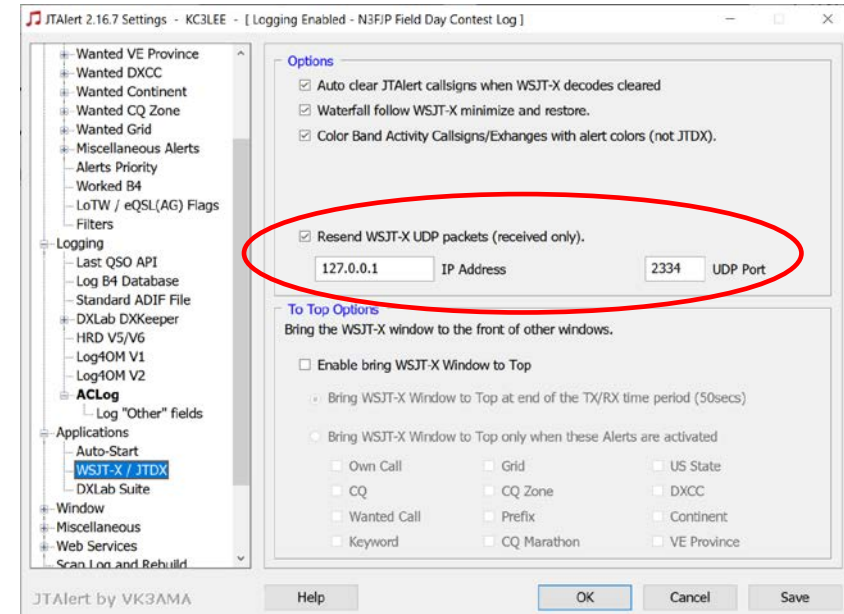 JTAlert 2.16.7 Settings - KC3LEE - [ Logging Enabled - N3FJP Field Day Contest Log ]
Wanted VE Province
Wanted DXCC
Wanted Continent
Wanted CQ Zone
Wanted Grid
Miscellaneous Alerts
Alerts Priority
Worked B4
LoTW / eQSL(AG) Flags
Filters
Logging
Last QSO API
Log B4 Database
Standard ADIF File
DXLab DXKeeper
HRD V5/V6
Log4OM V1
Log4OM V2
ACLog
Log "Other" fields
Applications
Auto-Start
WSJT-X / JTDX
DXLab Suite
Window
Miscellaneous
Web Services
Scan Log and Rebuild
Options
Auto clear JTAlert callsigns when WSJT-X decodes cleared
Waterfall follow WSJT-X minimize and restore.
Color Band Activity Callsigns/Exhanges with alert colors (not JTDX).
Resend WSJT-X UDP packets (received only).
127.0.0.1 IP Address 2334 UDP Port
To Top Options
Bring the WSJT-X window to the front of other windows.
Enable bring WSJT-X Window to Top
Bring WSJT-X Window to Top at end of the TX/RX time period (50secs)
Bring WSJT-X Window to Top only when these Alerts are activated
Own Call Grid US State
CQ CQ Zone DXCC
Wanted Call Prefix Continent
Keyword CQ Marathon VE Province
JTAlert by VK3AMA Help OK Cancel Save